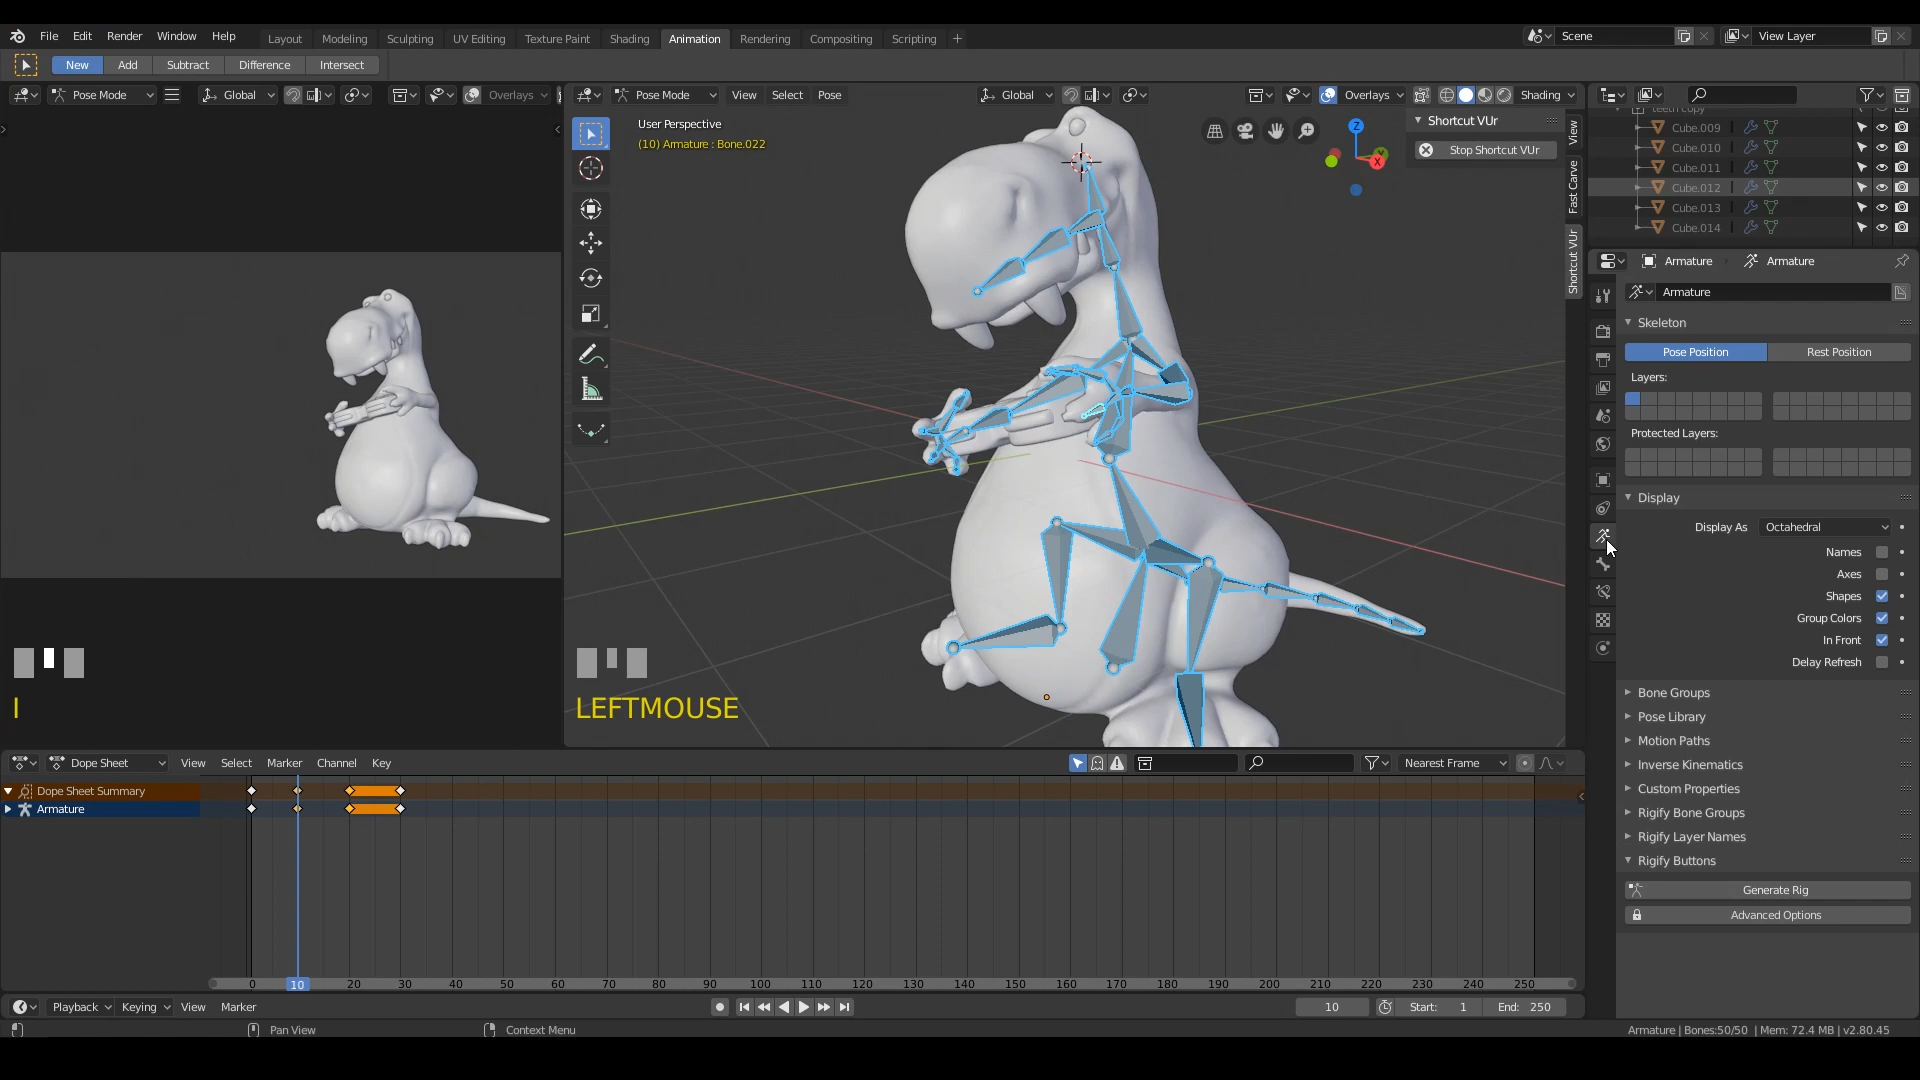 File Edit Render Window Help Layout Modeling Sculpting UV Editing Texture Paint Shading Animation Rendering Compositing Scripting + Scene View Layer
New Add Subtract Difference Intersect
Pose Mode Global Overlays Pose Mode View Select Pose Global Overlays Shading
User Perspective
(10) Armature : Bone.022
Shortcut VUr
Stop Shortcut VUr
View
Fast Carve
Shortcut VUr
Z
X
teeth copy
Cube.009
Cube.010
Cube.011
Cube.012
Cube.013
Cube.014
Armature Armature
Armature
Skeleton
Pose Position Rest Position
Layers:
Protected Layers:
Display
Display As Octahedral
Names
Axes
Shapes
Group Colors
In Front
Delay Refresh
Bone Groups
Pose Library
Motion Paths
Inverse Kinematics
Custom Properties
Rigify Bone Groups
Rigify Layer Names
Rigify Buttons
Generate Rig
Advanced Options
I
LEFTMOUSE
Dope Sheet View Select Marker Channel Key Nearest Frame
Dope Sheet Summary
Armature
0 10 20 30 40 50 60 70 80 90 100 110 120 130 140 150 160 170 180 190 200 210 220 230 240 250
Playback Keying View Marker 10 Start: 1 End: 250
Pan View Context Menu Armature | Bones:50/50 | Mem: 72.4 MB | v2.80.45